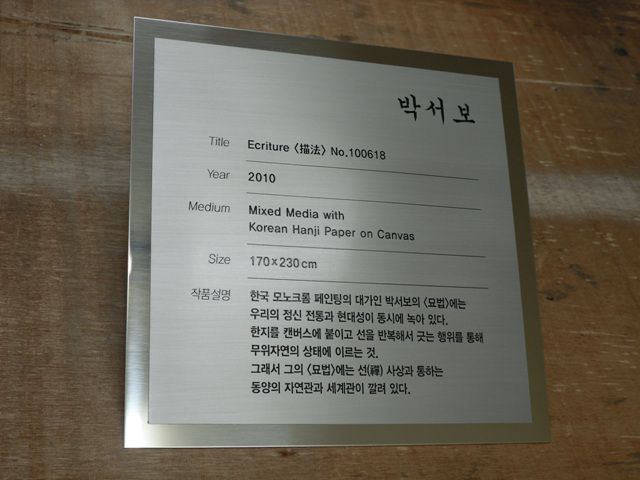 박서보
Title Ecriture 〈描法〉 No.100618
Year 2010
Medium Mixed Media with
Korean Hanji Paper on Canvas
Size 170×230cm
작품설명 한국 모노크롬 페인팅의 대가인 박서보의 〈묘법〉에는
우리의 정신 전통과 현대성이 동시에 녹아 있다.
한지를 캔버스에 붙이고 선을 반복해서 긋는 행위를 통해
무위자연의 상태에 이르는 것.
그래서 그의 〈묘법〉에는 선(禪) 사상과 통하는
동양의 자연관과 세계관이 깔려 있다.